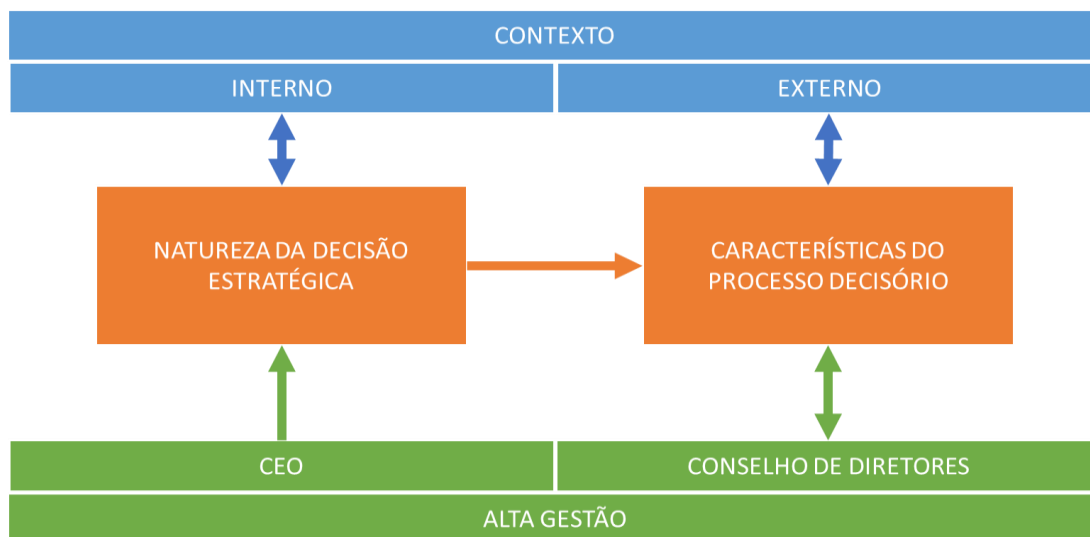 CONTEXTO
INTERNO
EXTERNO
NATUREZA DA DECISÃO
ESTRATÉGICA
CARACTERÍSTICAS DO
PROCESSO DECISÓRIO
CEO
CONSELHO DE DIRETORES
ALTA GESTÃO